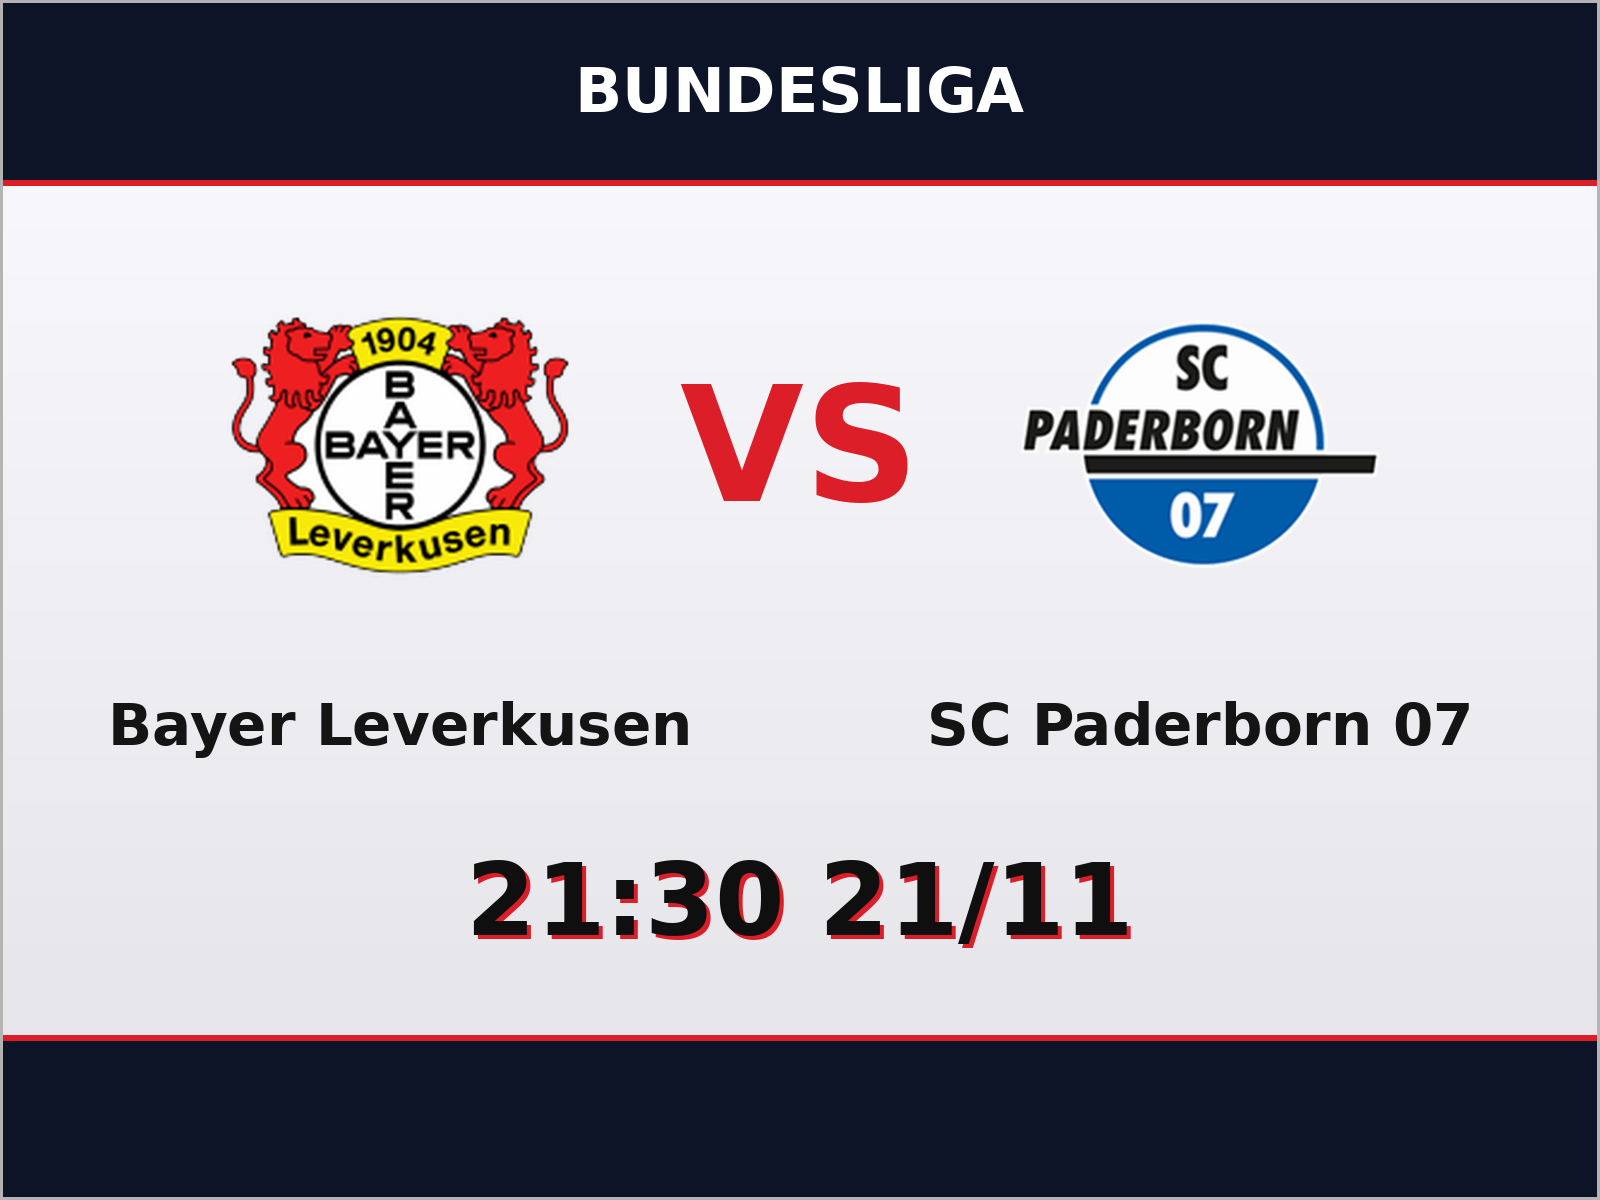 BUNDESLIGA
1904
BAYER
BAYER
Leverkusen
VS
SC
PADERBORN
07
Bayer Leverkusen
SC Paderborn 07
21:30 21/11